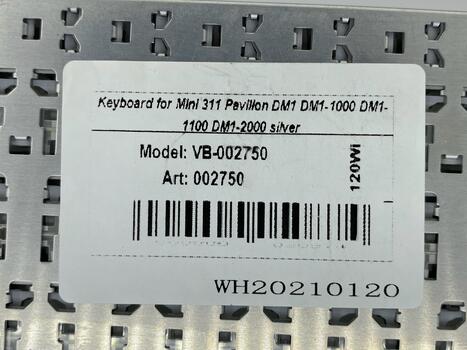 Keyboard for Mini 311 Pavilion DM1 DM1-1000 DM1-
1100 DM1-2000 silver
Model: VB-002750
Art: 002750
120Wi
WH20210120